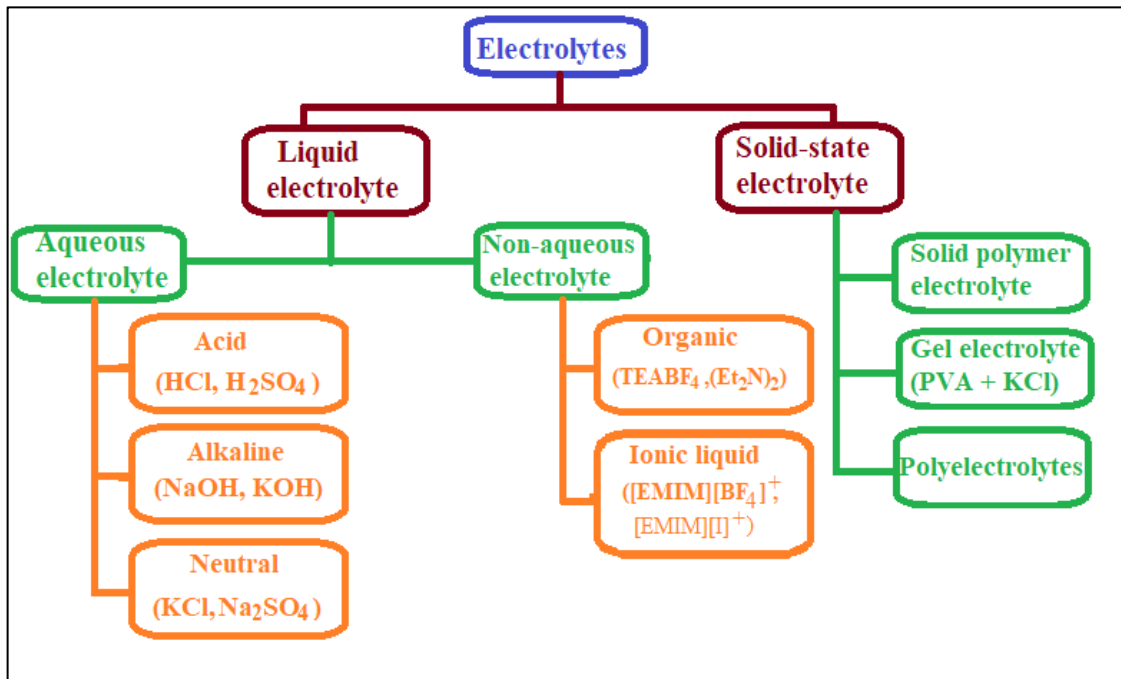 Electrolytes
Liquid
electrolyte
Solid-state
electrolyte
Aqueous
electrolyte
Non-aqueous
electrolyte
Solid polymer
electrolyte
Acid
(HCl, H₂SO₄)
Organic
(TEABF₄,(Et₂N)₂)
Gel electrolyte
(PVA + KCl)
Alkaline
(NaOH, KOH)
Ionic liquid
([EMIM][BF₄]⁺,
[EMIM][I]⁺)
Polyelectrolytes
Neutral
(KCl,Na₂SO₄)